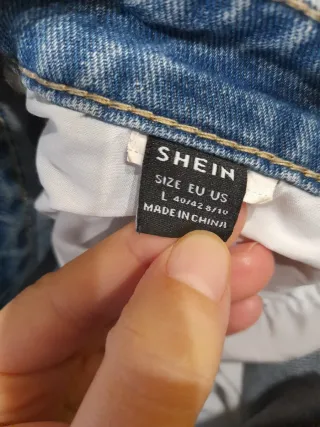 SHEIN
SIZE EU US
L 40/42 8/10
MADE IN CHINA